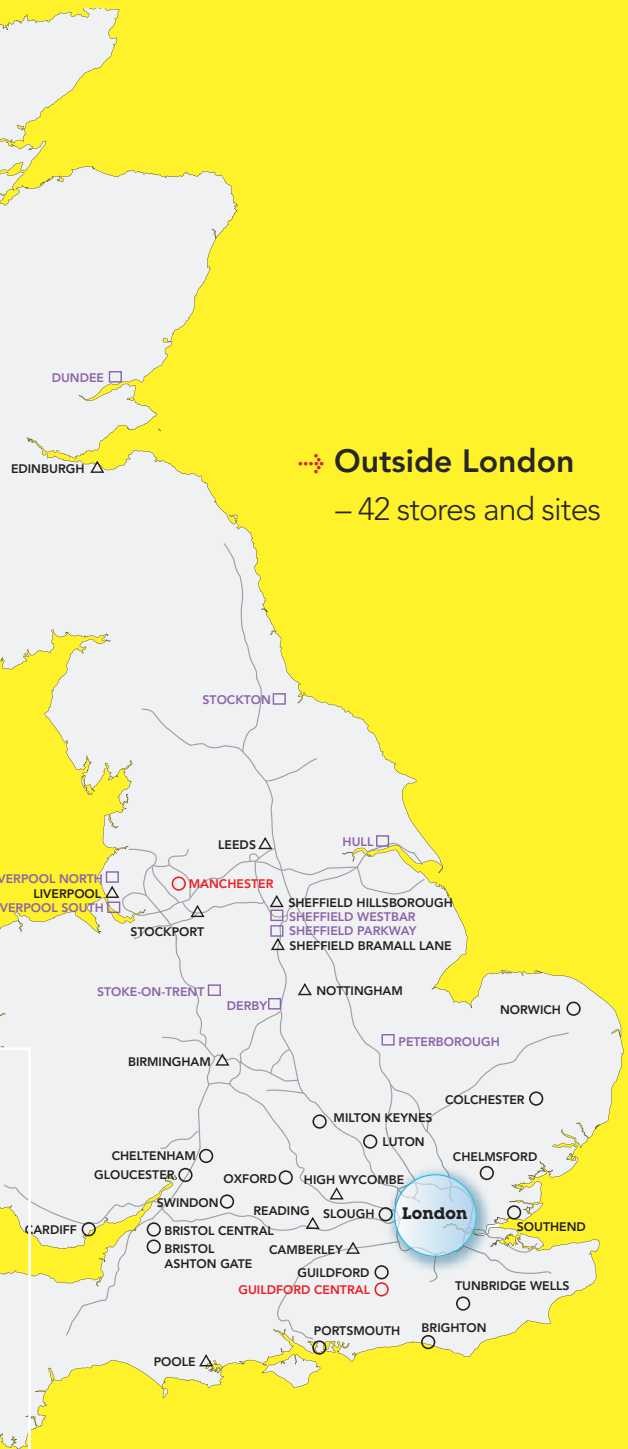 DUNDEE
EDINBURGH
Outside London
– 42 stores and sites
STOCKTON
LEEDS
HULL
VERPOOL NORTH
MANCHESTER
LIVERPOOL
VERPOOL SOUTH
SHEFFIELD HILLSBOROUGH
SHEFFIELD WESTBAR
SHEFFIELD PARKWAY
STOCKPORT
SHEFFIELD BRAMALL LANE
STOKE-ON-TRENT
NOTTINGHAM
DERBY
NORWICH
PETERBOROUGH
BIRMINGHAM
COLCHESTER
MILTON KEYNES
LUTON
CHELTENHAM
CHELMSFORD
GLOUCESTER
OXFORD
HIGH WYCOMBE
SWINDON
READING
SLOUGH
London
CARDIFF
BRISTOL CENTRAL
SOUTHEND
BRISTOL
ASHTON GATE
CAMBERLEY
GUILDFORD
GUILDFORD CENTRAL
TUNBRIDGE WELLS
PORTSMOUTH
BRIGHTON
POOLE